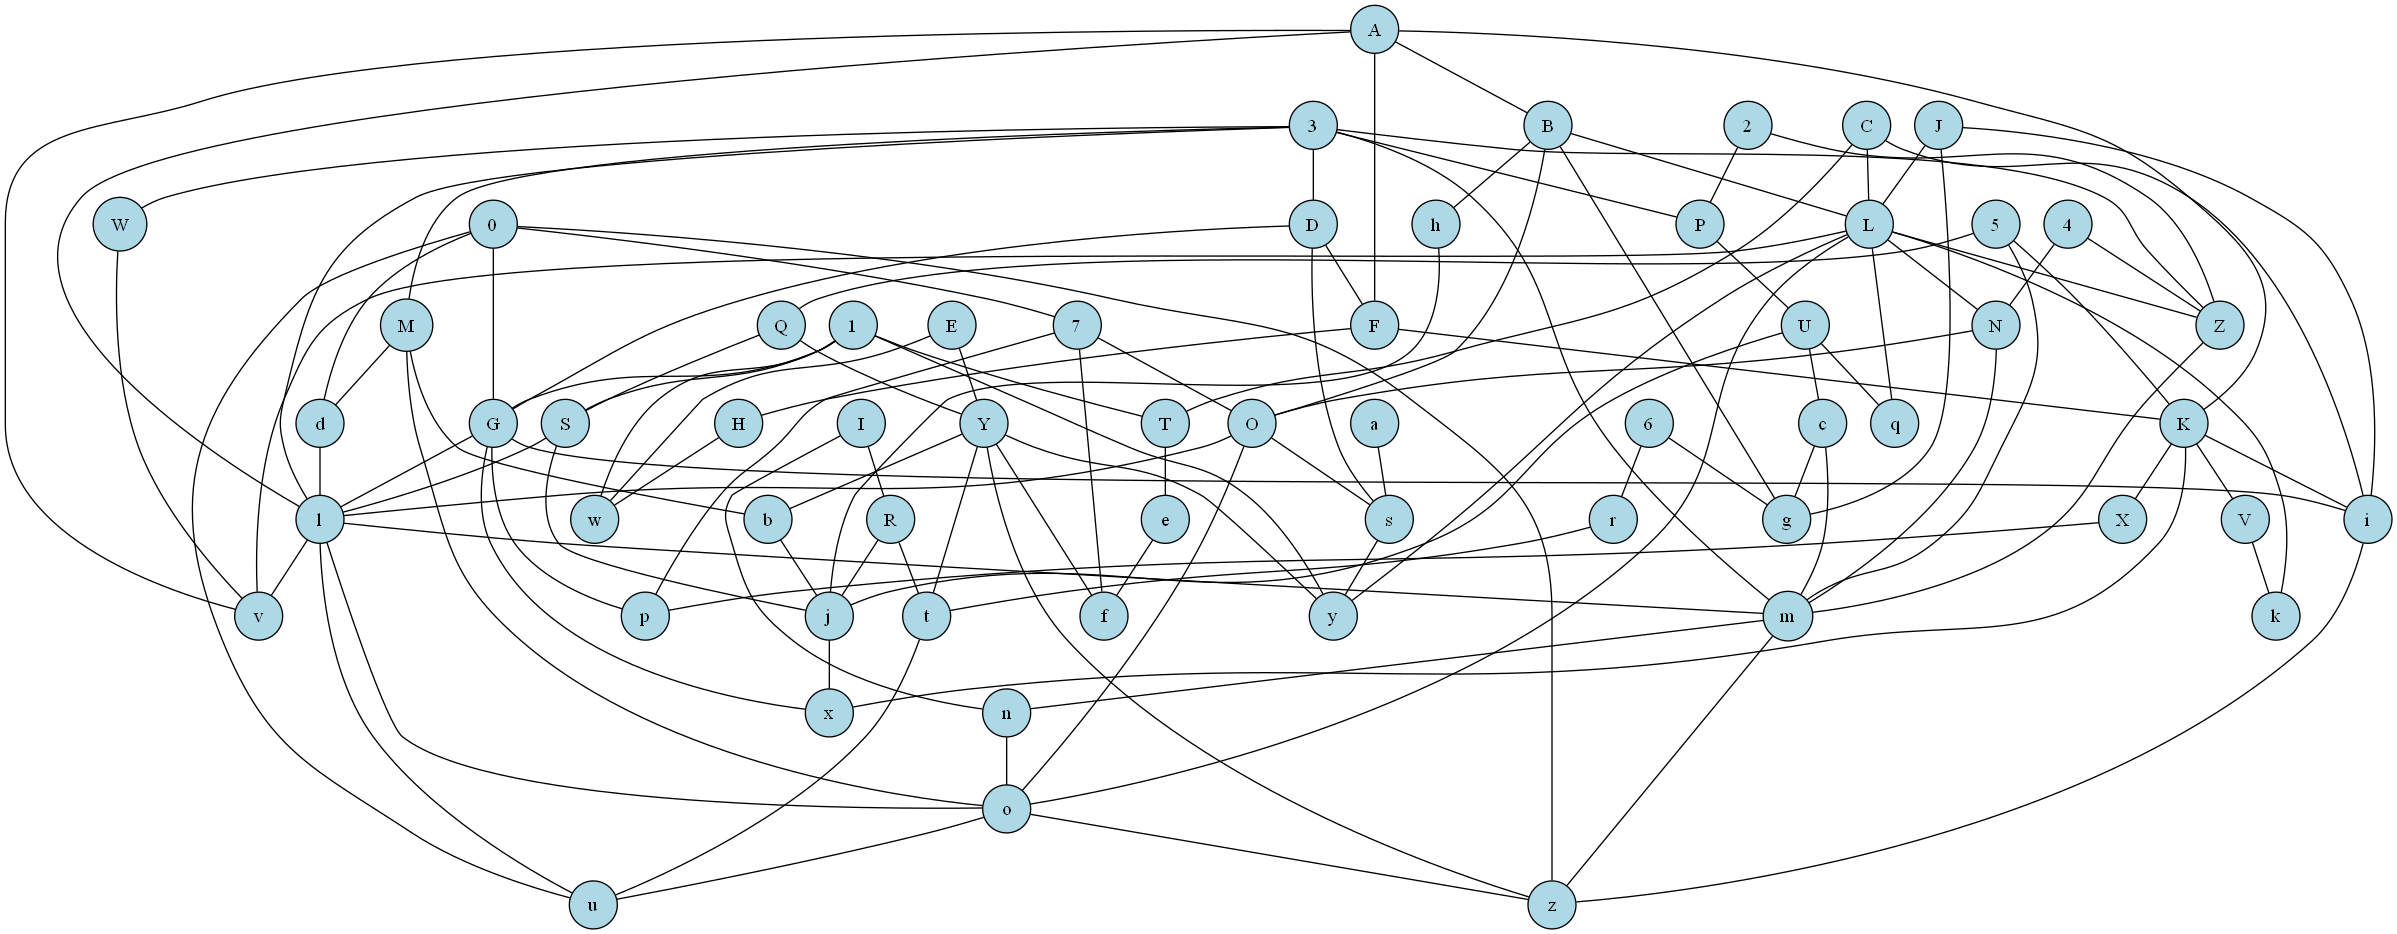 A
3
B
2
C
J
W
0
D
h
P
L
5
4
M
Q
1
E
7
F
U
N
Z
d
G
S
H
I
Y
T
O
a
6
c
q
K
l
w
b
R
e
s
r
g
X
V
i
v
p
j
t
f
y
m
k
x
n
o
u
z